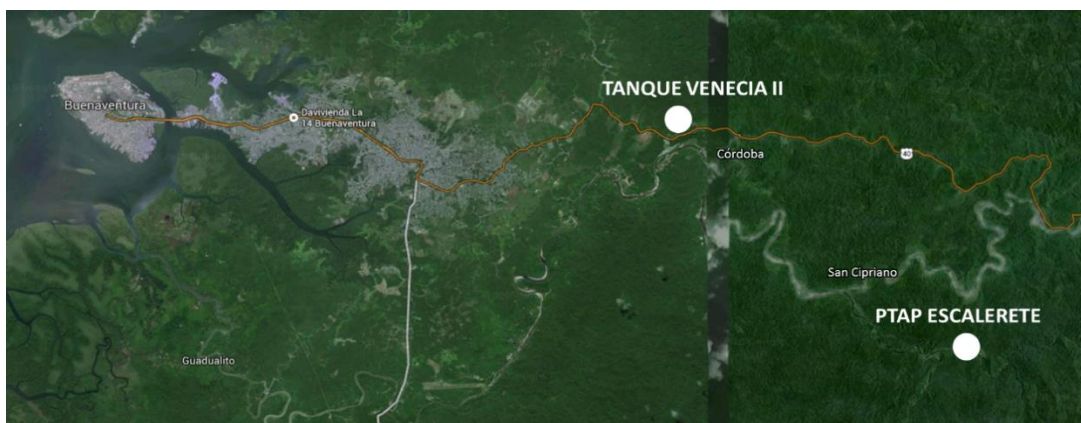 TANQUE VENECIA II
Buenaventura
Davivienda La
14 Buenaventura
Córdoba
40
San Cipriano
PTAP ESCALERETE
Guadualito